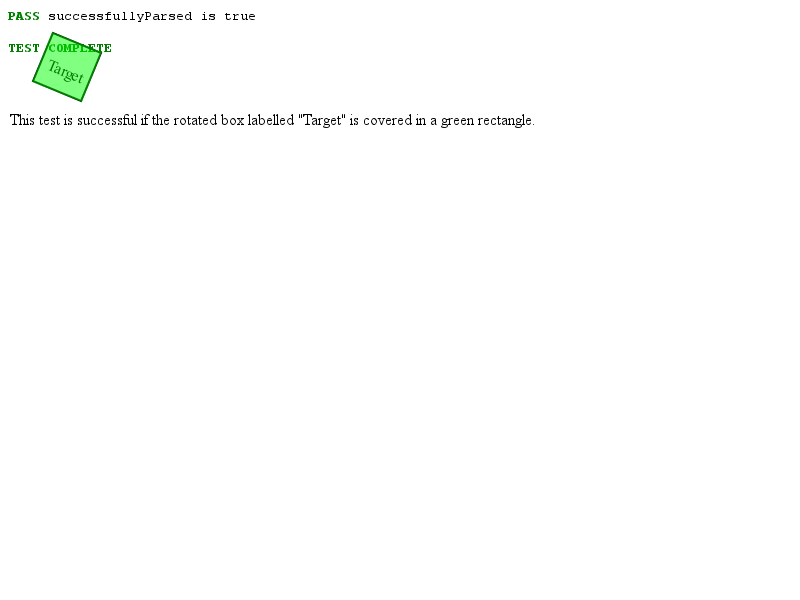 PASS successfullyParsed is true
TEST COMPLETE
Target
This test is successful if the rotated box labelled "Target" is covered in a green rectangle.